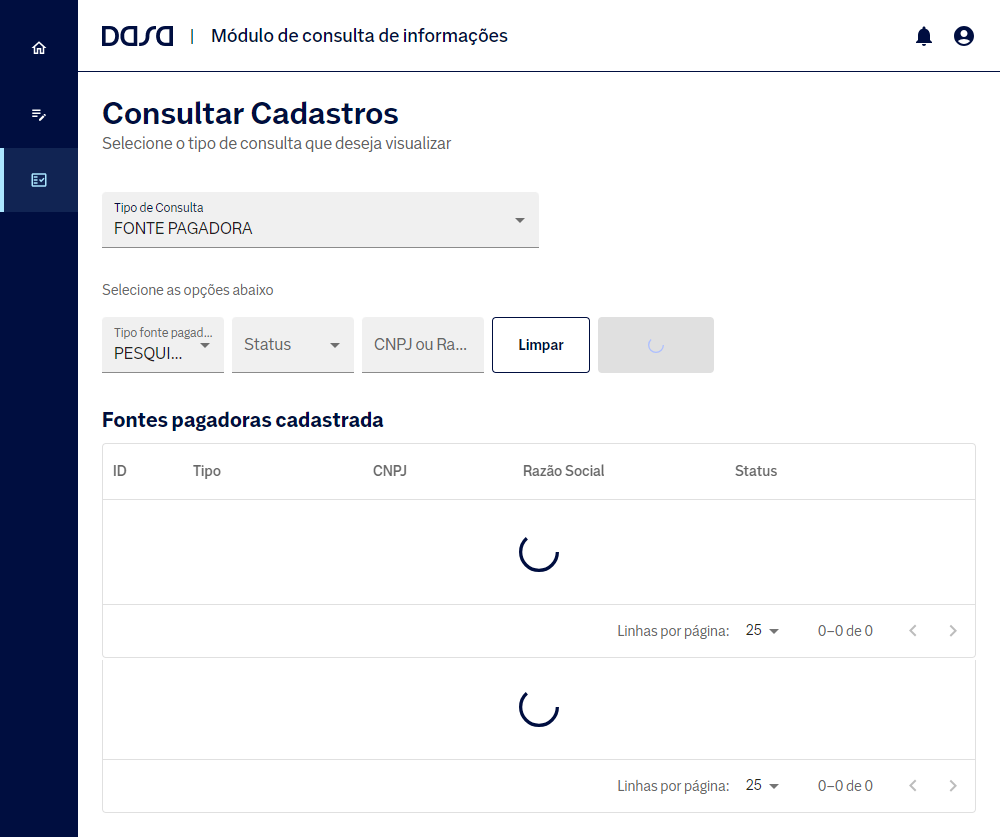 DASA | Módulo de consulta de informações
Consultar Cadastros
Selecione o tipo de consulta que deseja visualizar
Tipo de Consulta
FONTE PAGADORA
Selecione as opções abaixo
Tipo fonte pagad...
PESQUI...
Status
CNPJ ou Ra...
Limpar
Fontes pagadoras cadastrada
ID Tipo CNPJ Razão Social Status
Linhas por página: 25 0–0 de 0
Linhas por página: 25 0–0 de 0